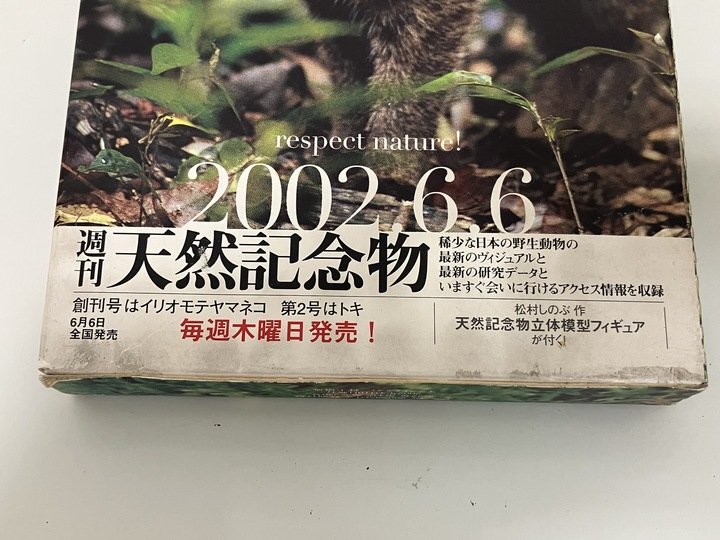 respect nature!
2002.6.6
週刊 天然記念物
稀少な日本の野生動物の
最新のヴィジュアルと
最新の研究データと
いますぐ会いに行けるアクセス情報を収録
創刊号はイリオモテヤマネコ 第2号はトキ
6月6日
全国発売
毎週木曜日発売!
松村しのぶ 作
天然記念物立体模型フィギュア
が付く!